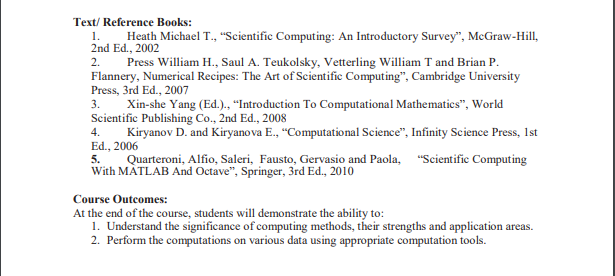 Text/ Reference Books:
1. Heath Michael T., “Scientific Computing: An Introductory Survey”, McGraw-Hill,
2nd Ed., 2002
2. Press William H., Saul A. Teukolsky, Vetterling William T and Brian P.
Flannery, Numerical Recipes: The Art of Scientific Computing”, Cambridge University
Press, 3rd Ed., 2007
3. Xin-she Yang (Ed.)., “Introduction To Computational Mathematics”, World
Scientific Publishing Co., 2nd Ed., 2008
4. Kiryanov D. and Kiryanova E., “Computational Science”, Infinity Science Press, 1st
Ed., 2006
5. Quarteroni, Alfio, Saleri, Fausto, Gervasio and Paola, “Scientific Computing
With MATLAB And Octave”, Springer, 3rd Ed., 2010
Course Outcomes:
At the end of the course, students will demonstrate the ability to:
1. Understand the significance of computing methods, their strengths and application areas.
2. Perform the computations on various data using appropriate computation tools.